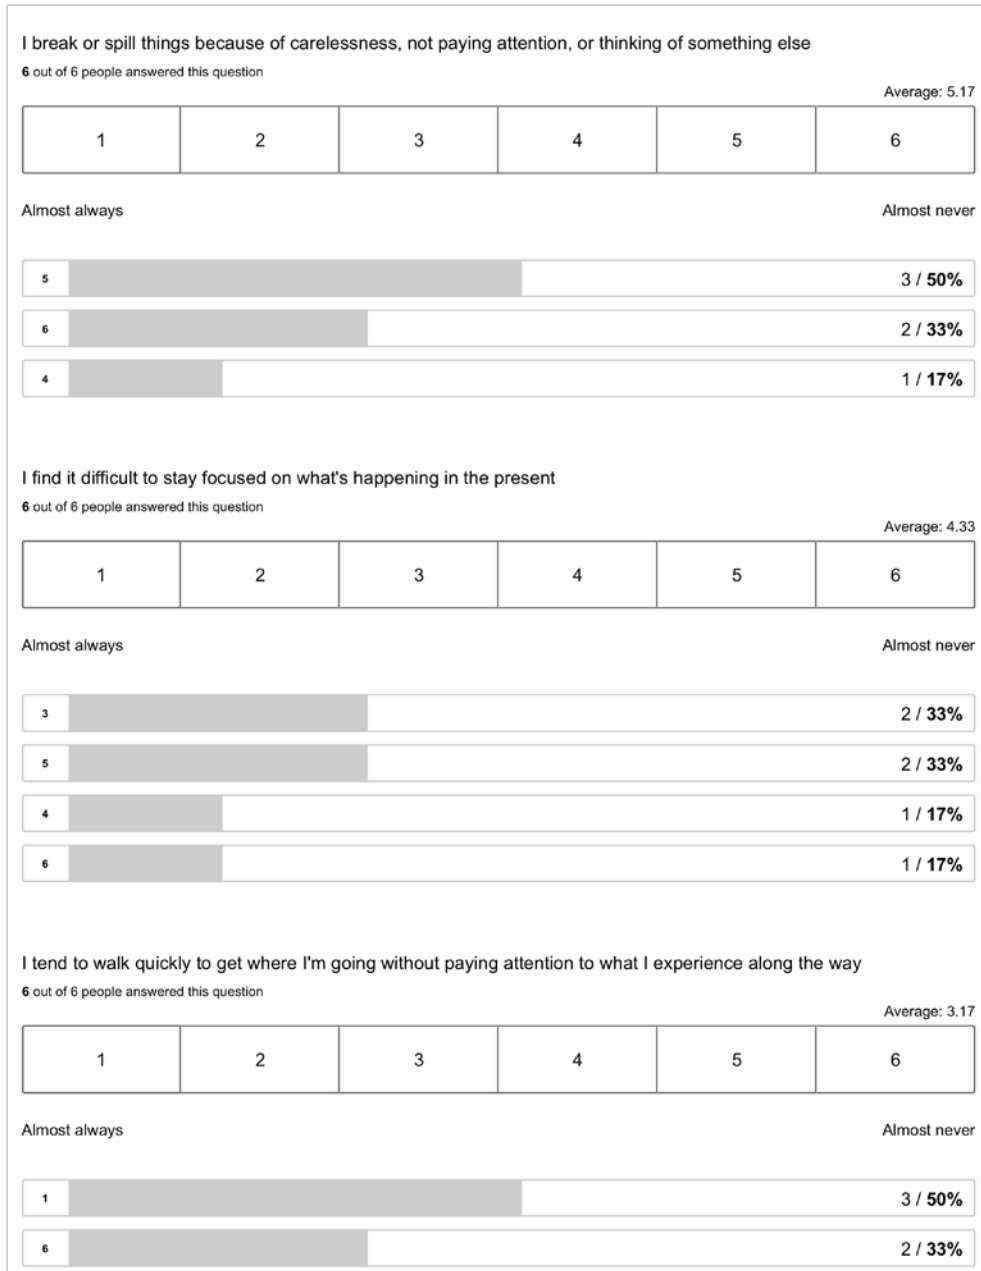 I break or spill things because of carelessness, not paying attention, or thinking of something else
6 out of 6 people answered this question
Average: 5.17
1 2 3 4 5 6
Almost always Almost never
5 3 / 50%
6 2 / 33%
4 1 / 17%
I find it difficult to stay focused on what's happening in the present
6 out of 6 people answered this question
Average: 4.33
1 2 3 4 5 6
Almost always Almost never
3 2 / 33%
5 2 / 33%
4 1 / 17%
6 1 / 17%
I tend to walk quickly to get where I'm going without paying attention to what I experience along the way
6 out of 6 people answered this question
Average: 3.17
1 2 3 4 5 6
Almost always Almost never
1 3 / 50%
6 2 / 33%